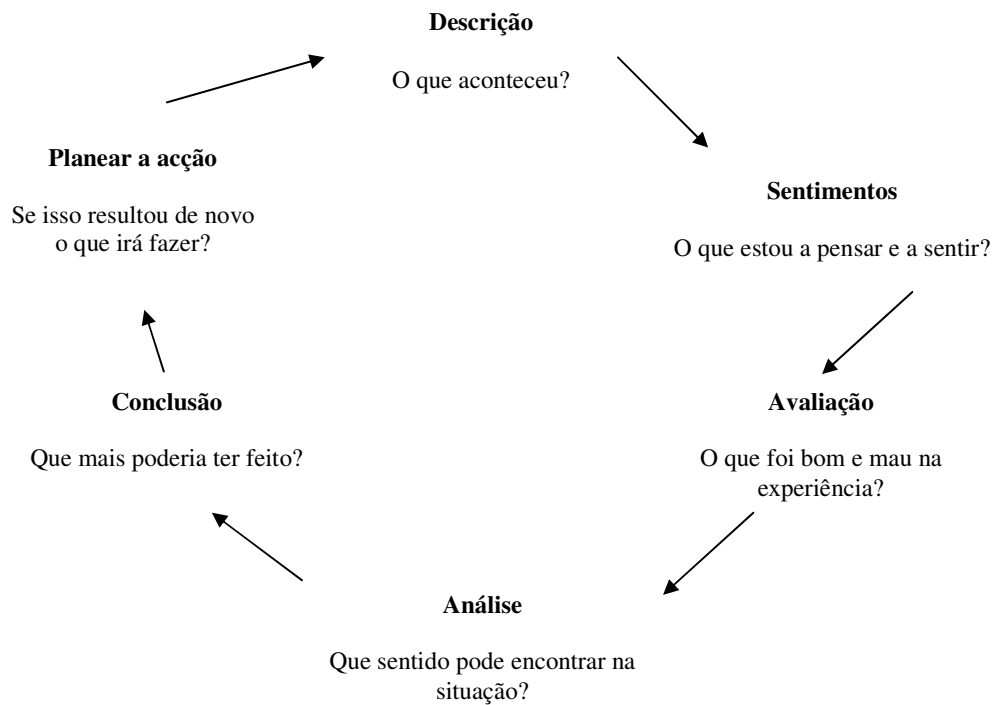 Descrição
O que aconteceu?
Planear a acção
Se isso resultou de novo
o que irá fazer?
Sentimentos
O que estou a pensar e a sentir?
Conclusão
Que mais poderia ter feito?
Avaliação
O que foi bom e mau na
experiência?
Análise
Que sentido pode encontrar na
situação?